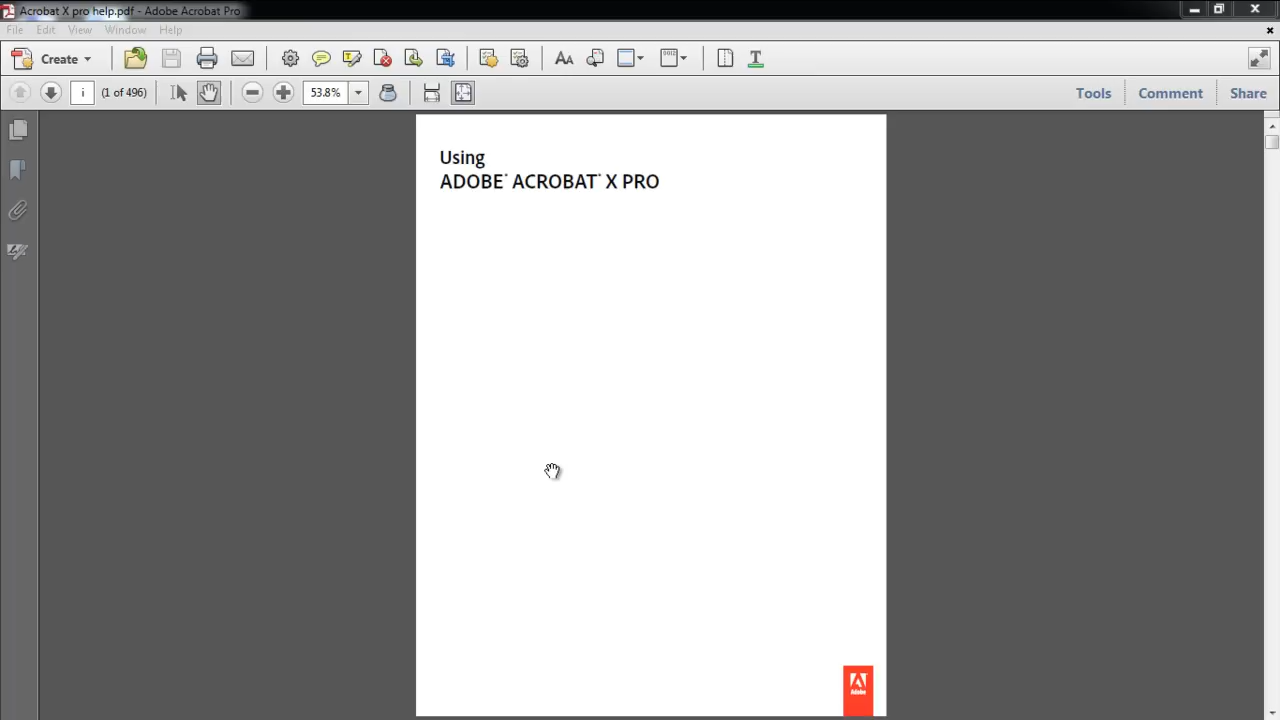 Acrobat X pro help.pdf - Adobe Acrobat Pro
File Edit View Window Help
Create
i (1 of 496) 53.8% Tools Comment Share
Using
ADOBE® ACROBAT® X PRO
Adobe